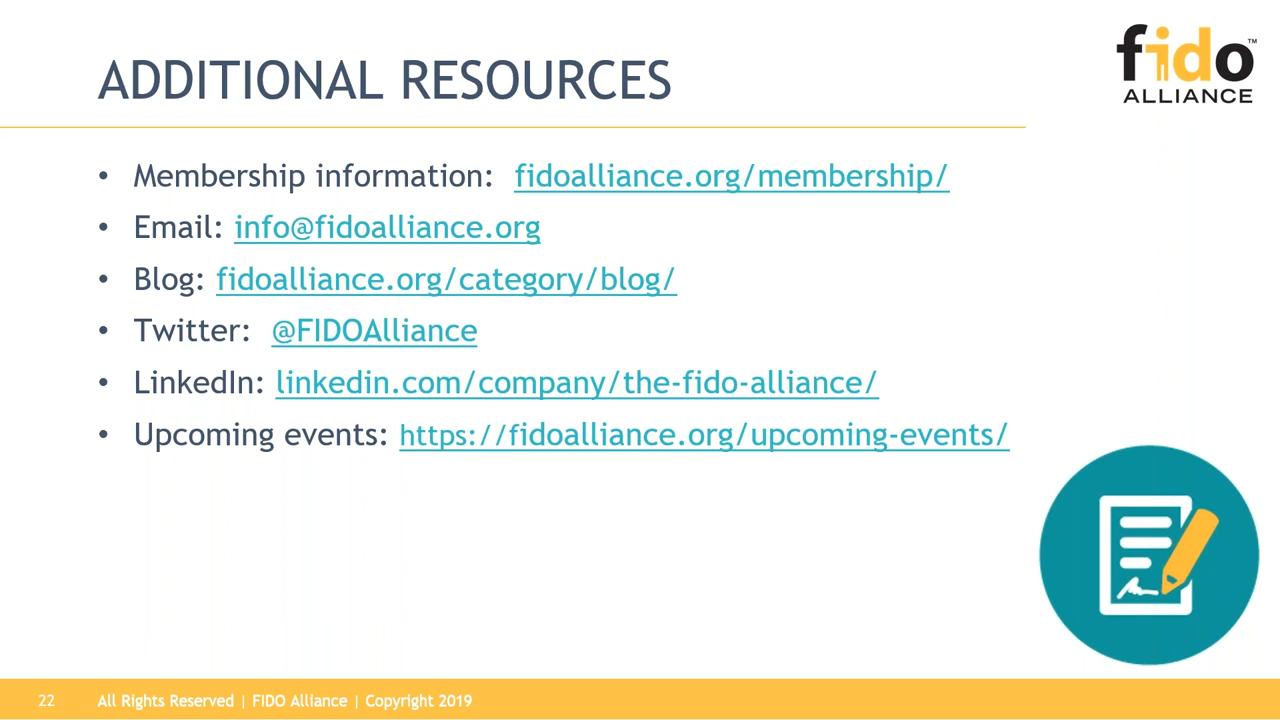 ADDITIONAL RESOURCES
fido™
ALLIANCE
• Membership information: fidoalliance.org/membership/
• Email: info@fidoalliance.org
• Blog: fidoalliance.org/category/blog/
• Twitter: @FIDOAlliance
• LinkedIn: linkedin.com/company/the-fido-alliance/
• Upcoming events: https://fidoalliance.org/upcoming-events/
22 All Rights Reserved | FIDO Alliance | Copyright 2019